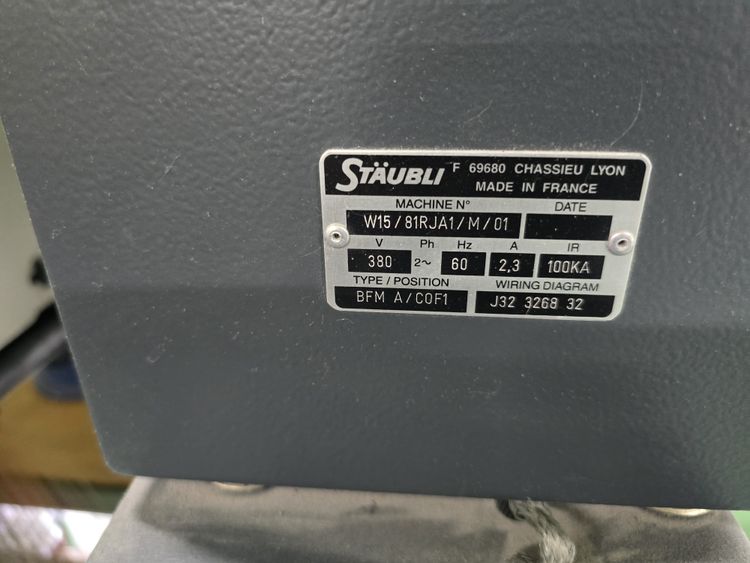 STÄUBLI F 69680 CHASSIEU LYON
MADE IN FRANCE
MACHINE N° DATE
W15/81RJA1/M/01
V Ph Hz A IR
380 2~ 60 2,3 100KA
TYPE / POSITION WIRING DIAGRAM
BFM A/COF1 J32 3268 32